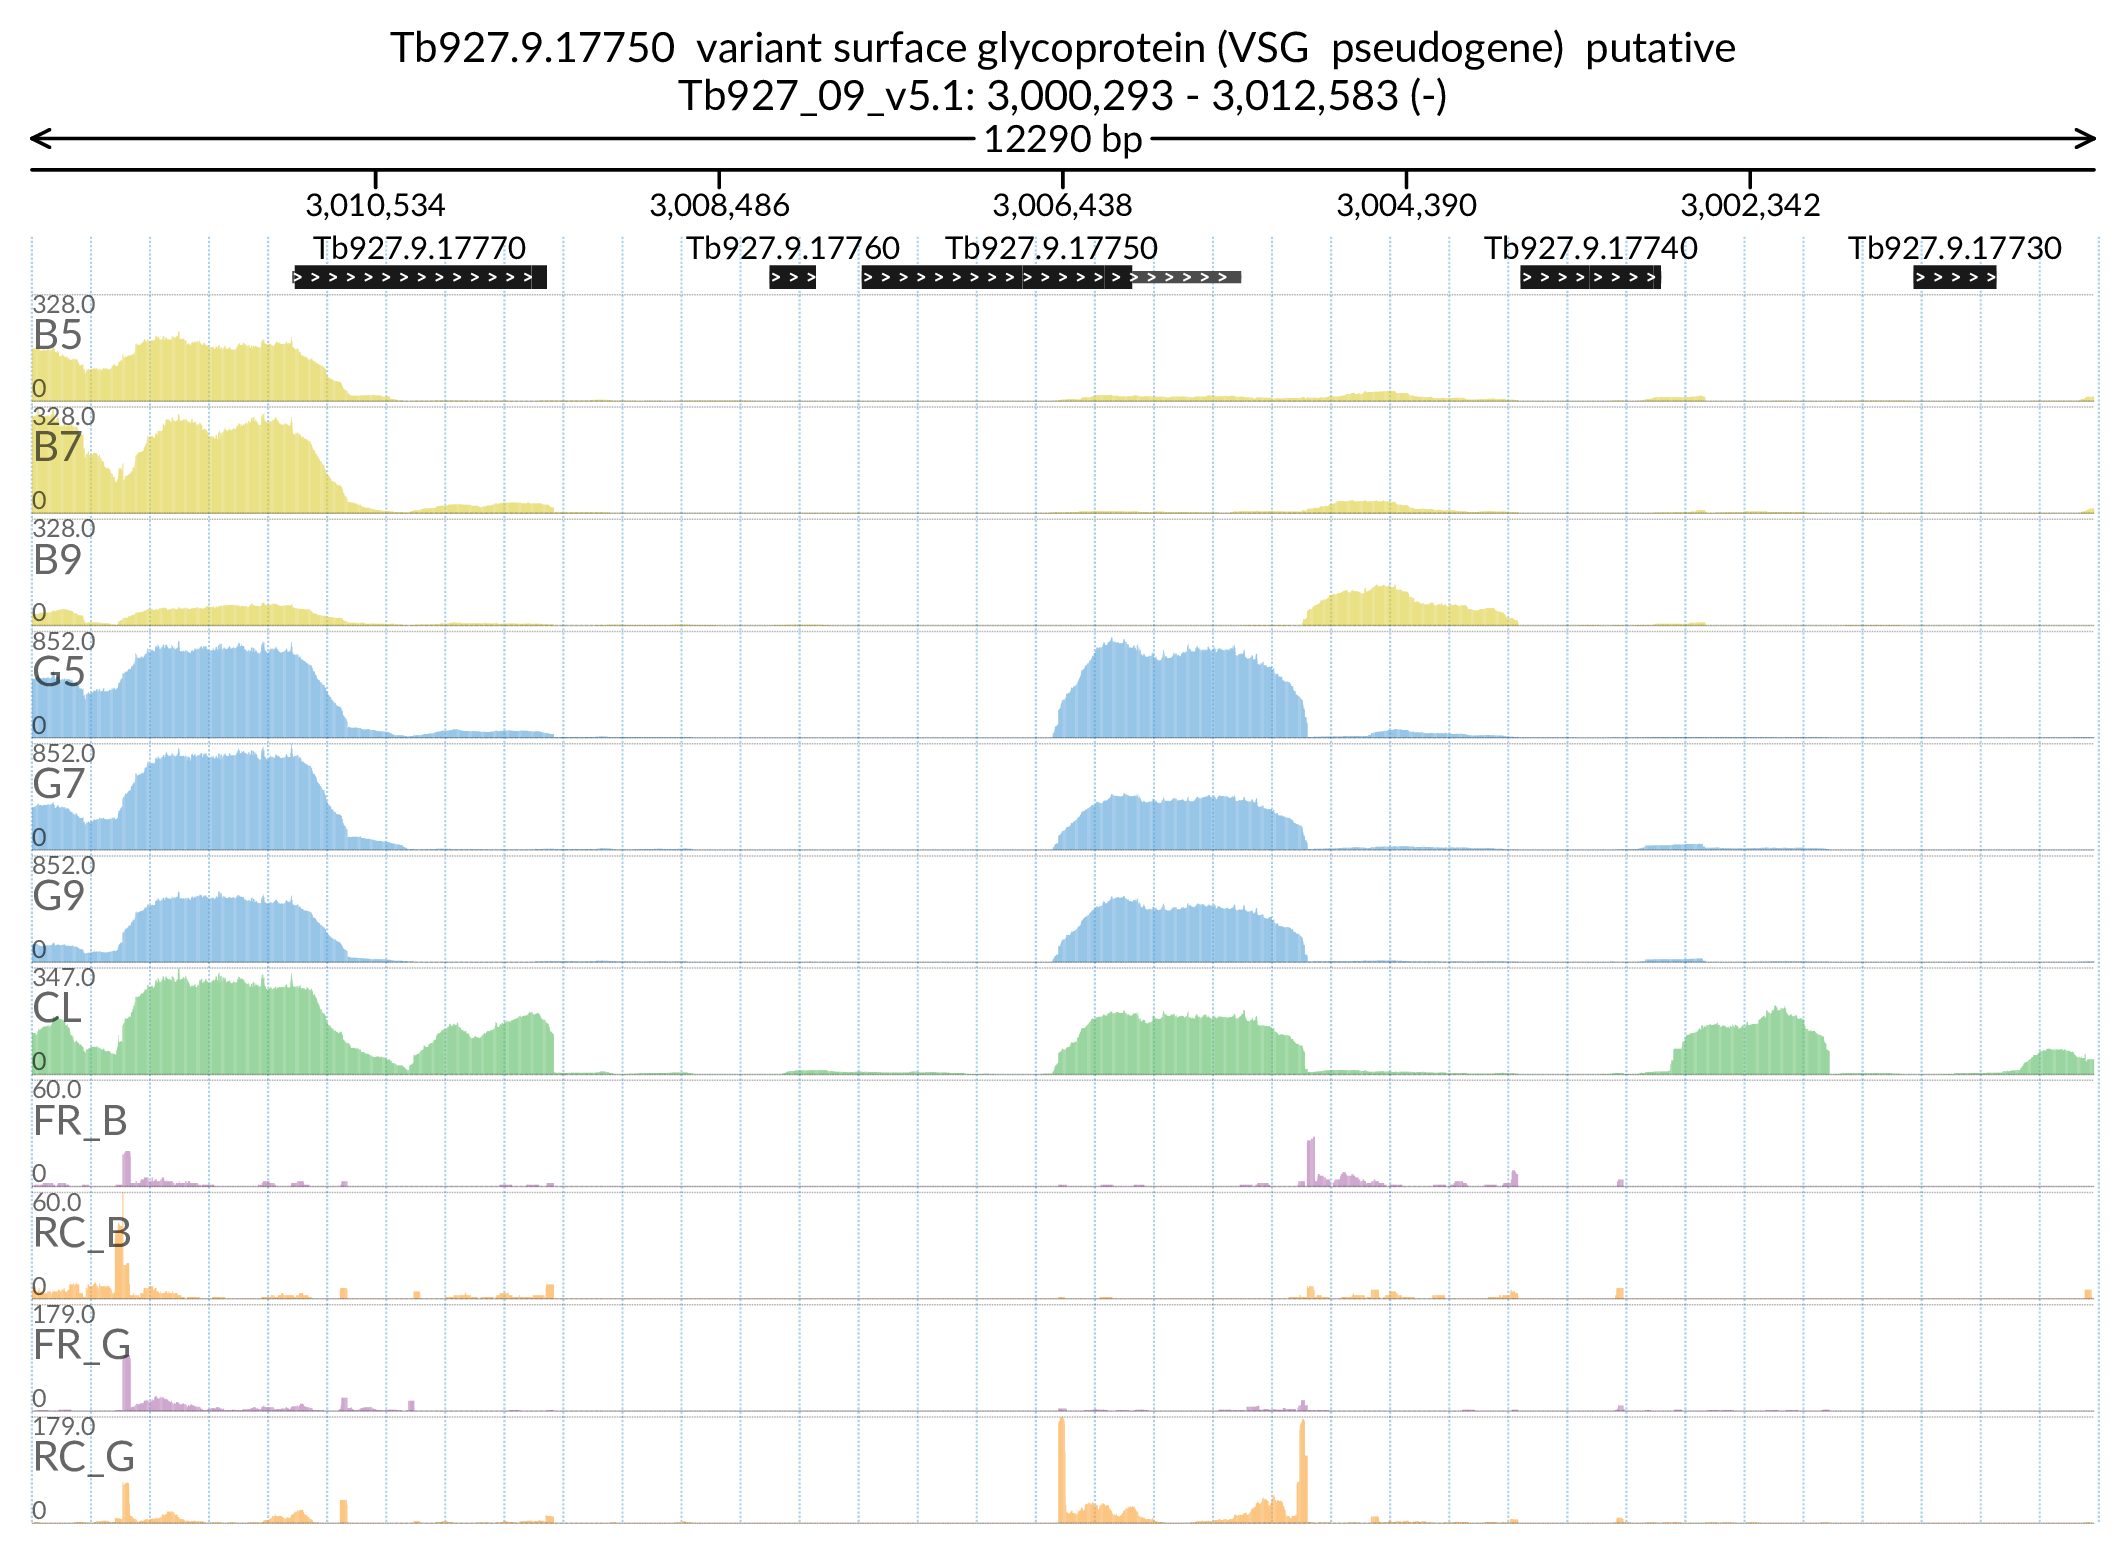 Tb927.9.17750  variant surface glycoprotein (VSG  pseudogene)  putative
Tb927_09_v5.1: 3,000,293 - 3,012,583 (-)
12290 bp
3,010,534 3,008,486 3,006,438 3,004,390 3,002,342
Tb927.9.17770 Tb927.9.17760 Tb927.9.17750 Tb927.9.17740 Tb927.9.17730
328.0
B5
0
328.0
B7
0
328.0
B9
0
852.0
G5
0
852.0
G7
0
852.0
G9
0
347.0
CL
0
60.0
FR_B
0
60.0
RC_B
0
179.0
FR_G
0
179.0
RC_G
0